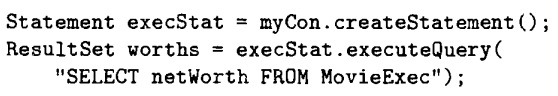 Statement execStat = myCon.createStatement();
ResultSet worths = execStat.executeQuery(
    "SELECT netWorth FROM MovieExec");